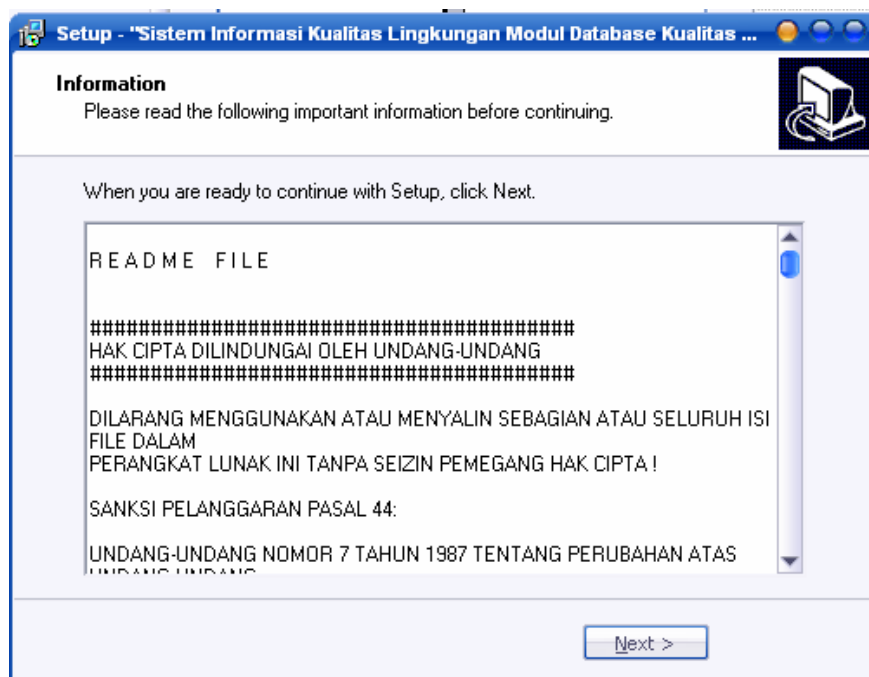 Setup - "Sistem Informasi Kualitas Lingkungan Modul Database Kualitas ...
Information
Please read the following important information before continuing.
When you are ready to continue with Setup, click Next.
README FILE
########################################
HAK CIPTA DILINDUNGAI OLEH UNDANG-UNDANG
########################################
DILARANG MENGGUNAKAN ATAU MENYALIN SEBAGIAN ATAU SELURUH ISI
FILE DALAM
PERANGKAT LUNAK INI TANPA SEIZIN PEMEGANG HAK CIPTA !
SANKSI PELANGGARAN PASAL 44:
UNDANG-UNDANG NOMOR 7 TAHUN 1987 TENTANG PERUBAHAN ATAS
Next >